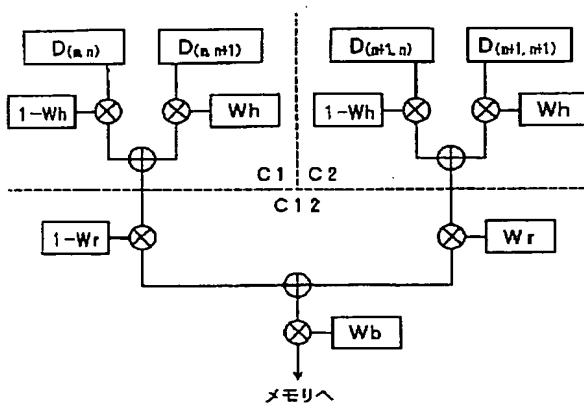 D(m,n) D(n,n+1) D(n+1,n) D(n+1,n+1)
1-Wh Wh 1-Wh Wh
C1 C2
C12
1-Wr Wr
Wb
メモリへ